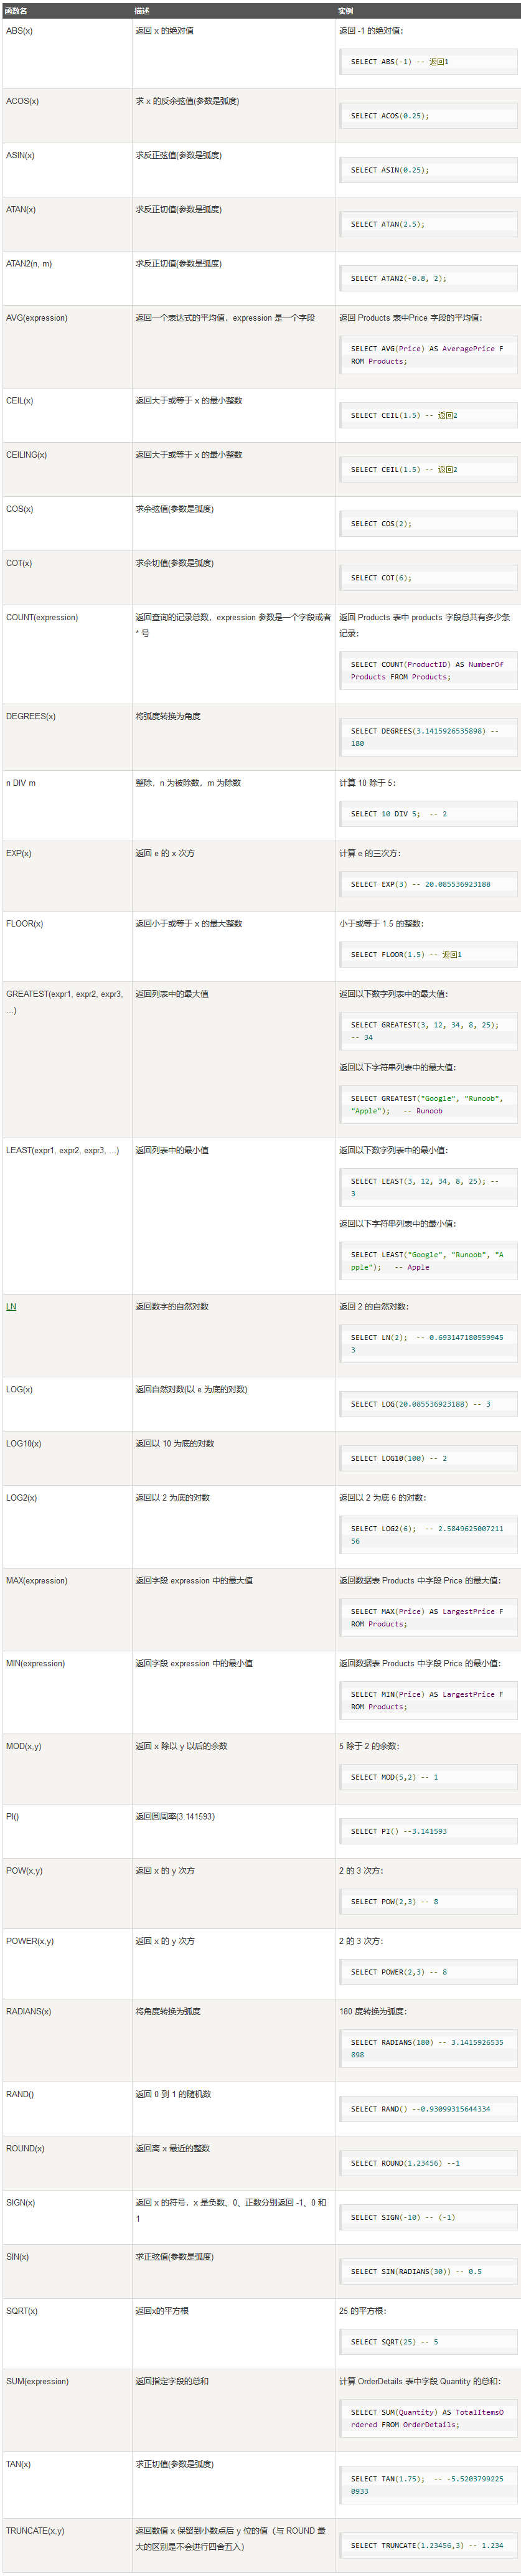 函数名 描述 实例
ABS(x) 返回 x 的绝对值 返回 -1 的绝对值：
SELECT ABS(-1) -- 返回1
ACOS(x) 求 x 的反余弦值(参数是弧度)
SELECT ACOS(0.25);
ASIN(x) 求反正弦值(参数是弧度)
SELECT ASIN(0.25);
ATAN(x) 求反正切值(参数是弧度)
SELECT ATAN(2.5);
ATAN2(n, m) 求反正切值(参数是弧度)
SELECT ATAN2(-0.8, 2);
AVG(expression) 返回一个表达式的平均值，expression 是一个字段 返回 Products 表中Price 字段的平均值：
SELECT AVG(Price) AS AveragePrice F
ROM Products;
CEIL(x) 返回大于或等于 x 的最小整数
SELECT CEIL(1.5) -- 返回2
CEILING(x) 返回大于或等于 x 的最小整数
SELECT CEIL(1.5) -- 返回2
COS(x) 求余弦值(参数是弧度)
SELECT COS(2);
COT(x) 求余切值(参数是弧度)
SELECT COT(6);
COUNT(expression) 返回查询的记录总数，expression 参数是一个字段或者 返回 Products 表中 products 字段总共有多少条
* 号 记录：
SELECT COUNT(ProductID) AS NumberOf
Products FROM Products;
DEGREES(x) 将弧度转换为角度
SELECT DEGREES(3.1415926535898) --
180
n DIV m 整除，n 为被除数，m 为除数 计算 10 除于 5：
SELECT 10 DIV 5;  -- 2
EXP(x) 返回 e 的 x 次方 计算 e 的三次方：
SELECT EXP(3) -- 20.085536923188
FLOOR(x) 返回小于或等于 x 的最大整数 小于或等于 1.5 的整数：
SELECT FLOOR(1.5) -- 返回1
GREATEST(expr1, expr2, expr3, 返回列表中的最大值 返回以下数字列表中的最大值：
...)
SELECT GREATEST(3, 12, 34, 8, 25);
-- 34
返回以下字符串列表中的最大值：
SELECT GREATEST("Google", "Runoob",
"Apple");   -- Runoob
LEAST(expr1, expr2, expr3, ...) 返回列表中的最小值 返回以下数字列表中的最小值：
SELECT LEAST(3, 12, 34, 8, 25); --
3
返回以下字符串列表中的最小值：
SELECT LEAST("Google", "Runoob", "A
pple");   -- Apple
LN 返回数字的自然对数 返回 2 的自然对数：
SELECT LN(2);  -- 0.693147180559945
3
LOG(x) 返回自然对数(以 e 为底的对数)
SELECT LOG(20.085536923188) -- 3
LOG10(x) 返回以 10 为底的对数
SELECT LOG10(100) -- 2
LOG2(x) 返回以 2 为底的对数 返回以 2 为底 6 的对数：
SELECT LOG2(6);  -- 2.5849625007211
56
MAX(expression) 返回字段 expression 中的最大值 返回数据表 Products 中字段 Price 的最大值：
SELECT MAX(Price) AS LargestPrice F
ROM Products;
MIN(expression) 返回字段 expression 中的最小值 返回数据表 Products 中字段 Price 的最小值：
SELECT MIN(Price) AS LargestPrice F
ROM Products;
MOD(x,y) 返回 x 除以 y 以后的余数 5 除于 2 的余数：
SELECT MOD(5,2) -- 1
PI() 返回圆周率(3.141593)
SELECT PI() --3.141593
POW(x,y) 返回 x 的 y 次方 2 的 3 次方：
SELECT POW(2,3) -- 8
POWER(x,y) 返回 x 的 y 次方 2 的 3 次方：
SELECT POWER(2,3) -- 8
RADIANS(x) 将角度转换为弧度 180 度转换为弧度：
SELECT RADIANS(180) -- 3.1415926535
898
RAND() 返回 0 到 1 的随机数
SELECT RAND() --0.93099315644334
ROUND(x) 返回离 x 最近的整数
SELECT ROUND(1.23456) --1
SIGN(x) 返回 x 的符号，x 是负数、0、正数分别返回 -1、0 和
1
SELECT SIGN(-10) -- (-1)
SIN(x) 求正弦值(参数是弧度)
SELECT SIN(RADIANS(30)) -- 0.5
SQRT(x) 返回x的平方根 25 的平方根：
SELECT SQRT(25) -- 5
SUM(expression) 返回指定字段的总和 计算 OrderDetails 表中字段 Quantity 的总和：
SELECT SUM(Quantity) AS TotalItemsO
rdered FROM OrderDetails;
TAN(x) 求正切值(参数是弧度)
SELECT TAN(1.75);  -- -5.5203799225
0933
TRUNCATE(x,y) 返回数值 x 保留到小数点后 y 位的值（与 ROUND 最
大的区别是不会进行四舍五入）
SELECT TRUNCATE(1.23456,3) -- 1.234